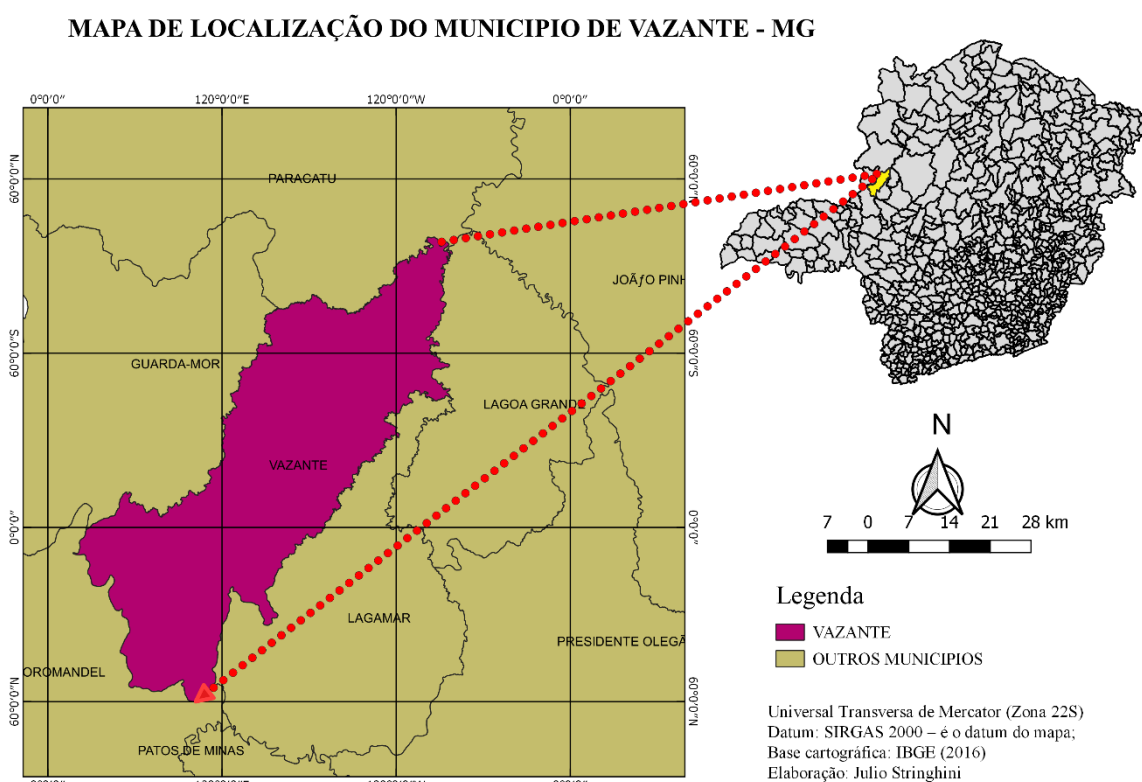 MAPA DE LOCALIZAÇÃO DO MUNICIPIO DE VAZANTE - MG
0°0'0" 120°0'0"E 120°0'0"W 0°0'0"
60°0'0"N 60°0'0"N
PARACATU
JOÃƒO PINH
60°0'0"S 60°0'0"S
GUARDA-MOR
LAGOA GRANDE
VAZANTE
0°0'0" 0°0'0"
LAGAMAR
PRESIDENTE OLEGÃ
OROMANDEL
60°0'0"N 60°0'0"N
PATOS DE MINAS
N
7 0 7 14 21 28 km
Legenda
VAZANTE
OUTROS MUNICIPIOS
Universal Transversa de Mercator (Zona 22S)
Datum: SIRGAS 2000 – é o datum do mapa;
Base cartográfica: IBGE (2016)
Elaboração: Julio Stringhini